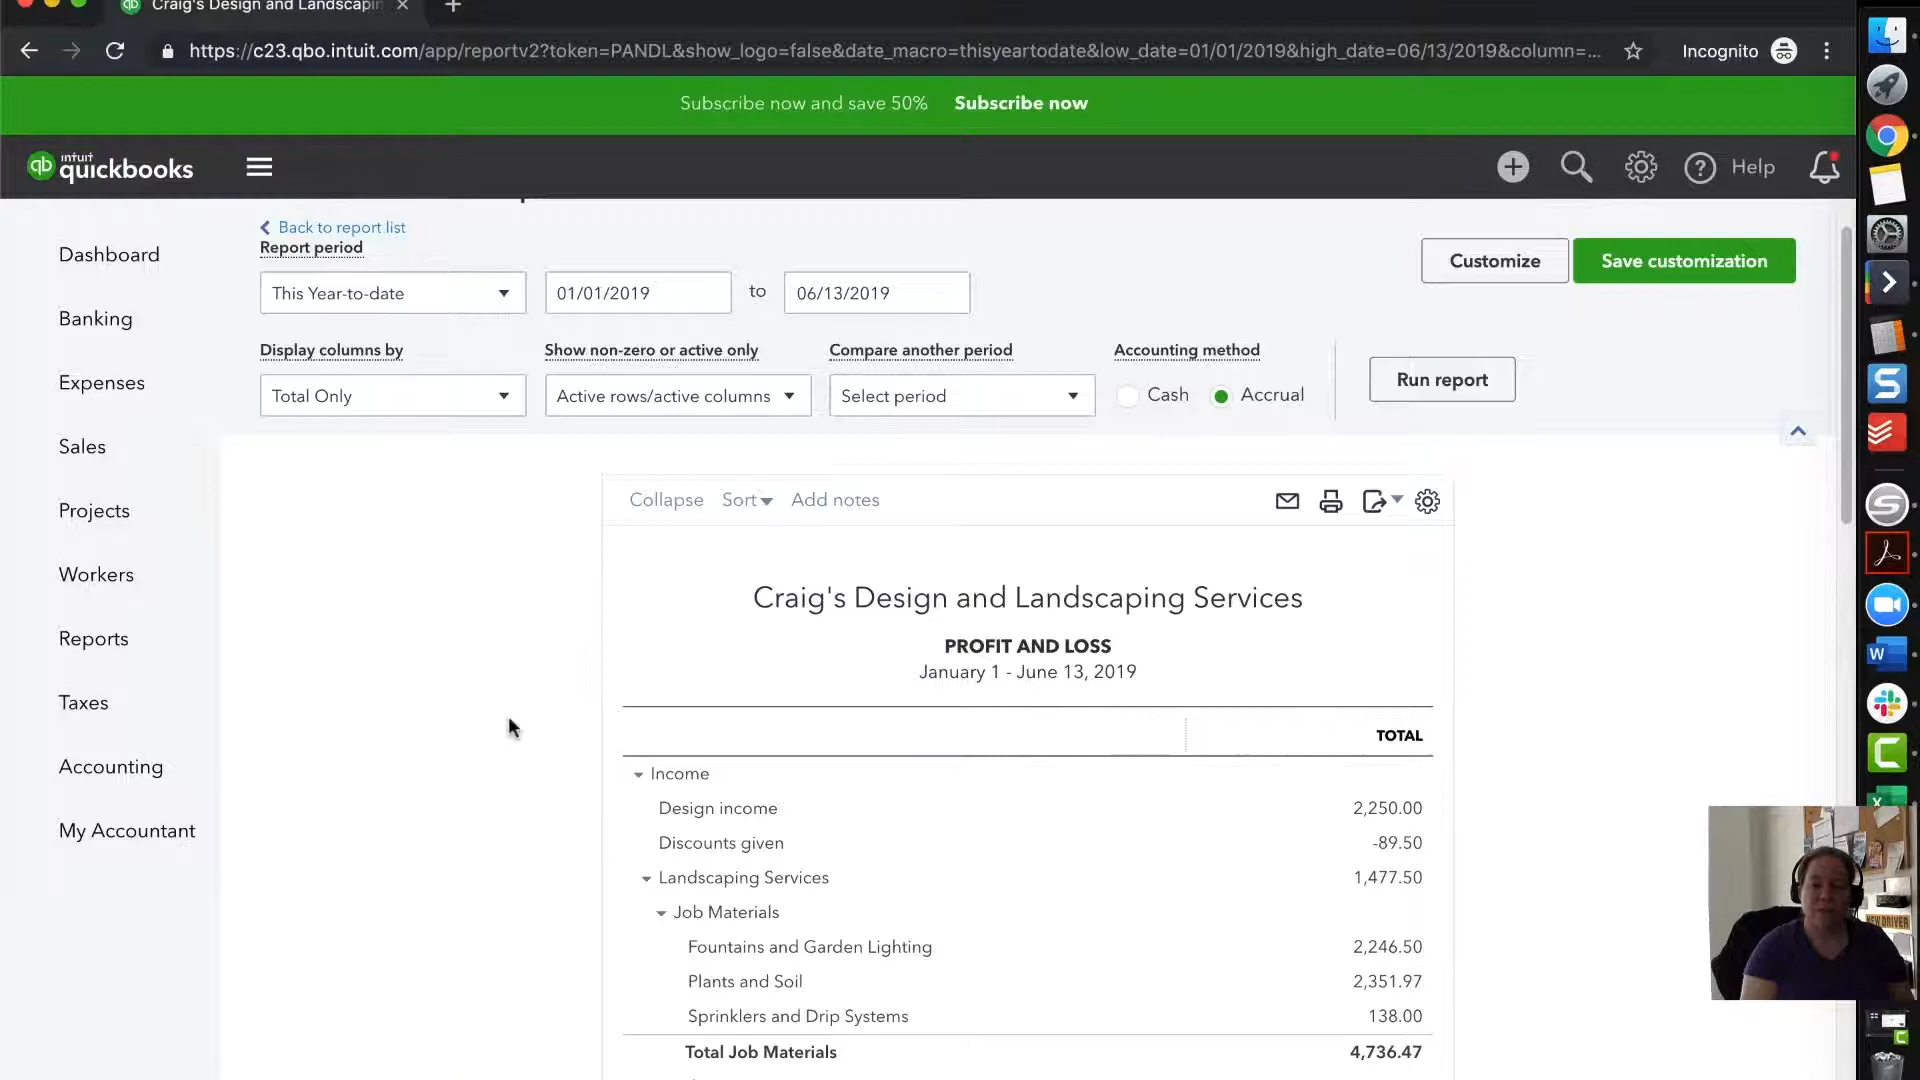 Craig's Design and Landscapin
https://c23.qbo.intuit.com/app/reportv2?token=PANDL&show_logo=false&date_macro=thisyeartodate&low_date=01/01/2019&high_date=06/13/2019&column=...
Incognito
Subscribe now and save 50% Subscribe now
intuit quickbooks
Help
Dashboard
Banking
Expenses
Sales
Projects
Workers
Reports
Taxes
Accounting
My Accountant
Back to report list
Report period
This Year-to-date 01/01/2019 to 06/13/2019
Customize Save customization
Display columns by Show non-zero or active only Compare another period Accounting method
Total Only Active rows/active columns Select period Cash Accrual
Run report
Collapse Sort Add notes
Craig's Design and Landscaping Services
PROFIT AND LOSS
January 1 - June 13, 2019
TOTAL
Income
Design income 2,250.00
Discounts given -89.50
Landscaping Services 1,477.50
Job Materials
Fountains and Garden Lighting 2,246.50
Plants and Soil 2,351.97
Sprinklers and Drip Systems 138.00
Total Job Materials 4,736.47
NEW DRIVER